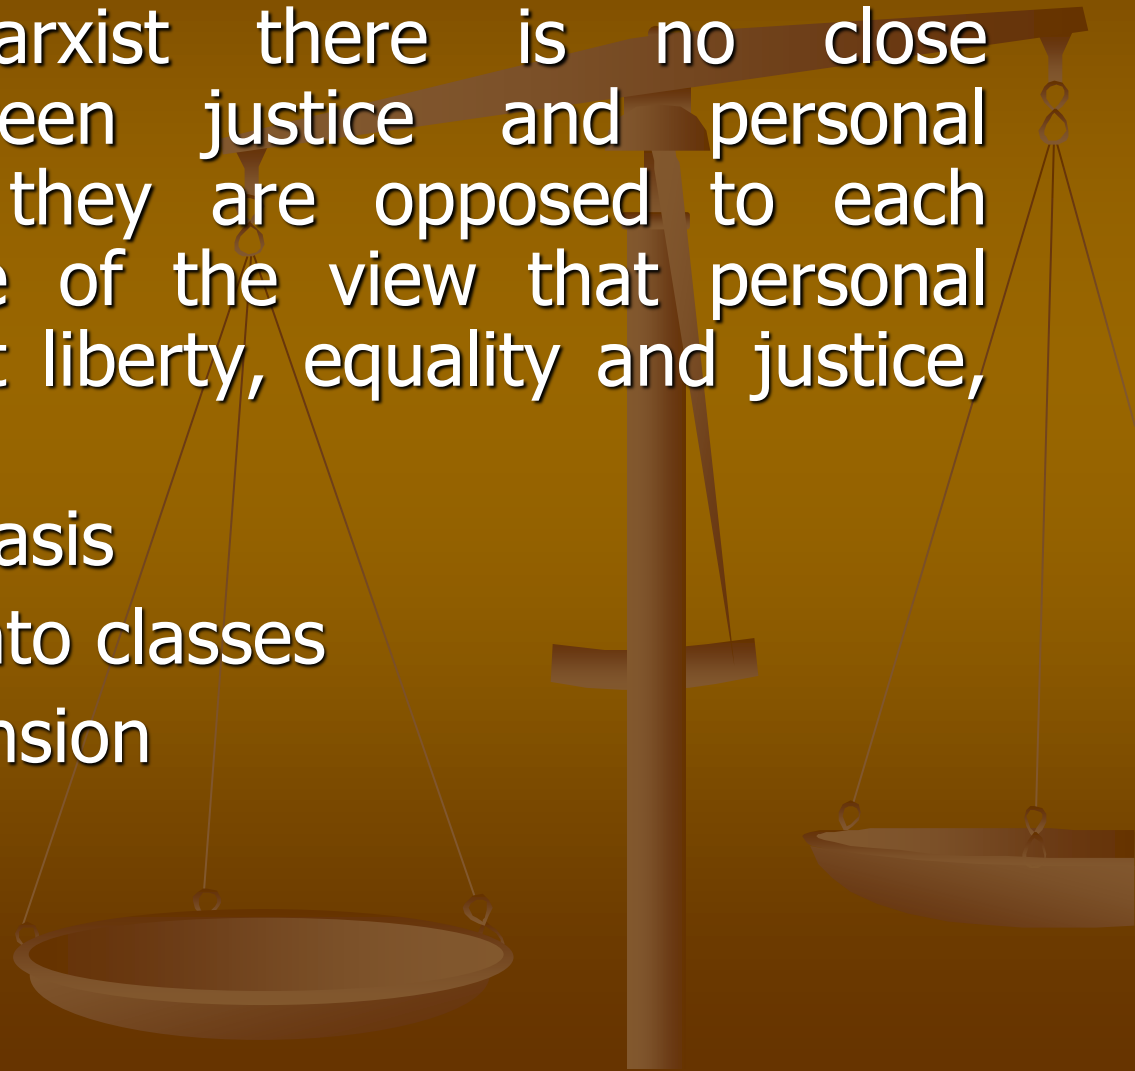 arxist there is no close
een justice and personal
they are opposed to each
e of the view that personal
t liberty, equality and justice,
asis
nto classes
nsion